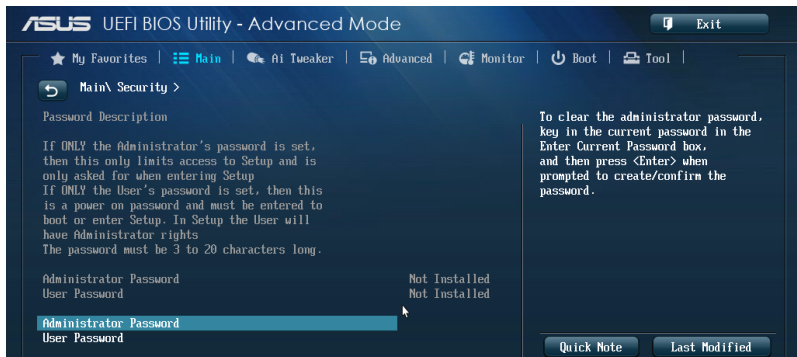 ASUS UEFI BIOS Utility - Advanced Mode
Exit
My Favorites | Main | Ai Tweaker | Advanced | Monitor | Boot | Tool |
Main\ Security >
Password Description
If ONLY the Administrator's password is set,
then this only limits access to Setup and is
only asked for when entering Setup
If ONLY the User's password is set, then this
is a power on password and must be entered to
boot or enter Setup. In Setup the User will
have Administrator rights
The password must be 3 to 20 characters long.
Administrator Password Not Installed
User Password Not Installed
Administrator Password
User Password
To clear the administrator password,
key in the current password in the
Enter Current Password box,
and then press <Enter> when
prompted to create/confirm the
password.
Quick Note
Last Modified